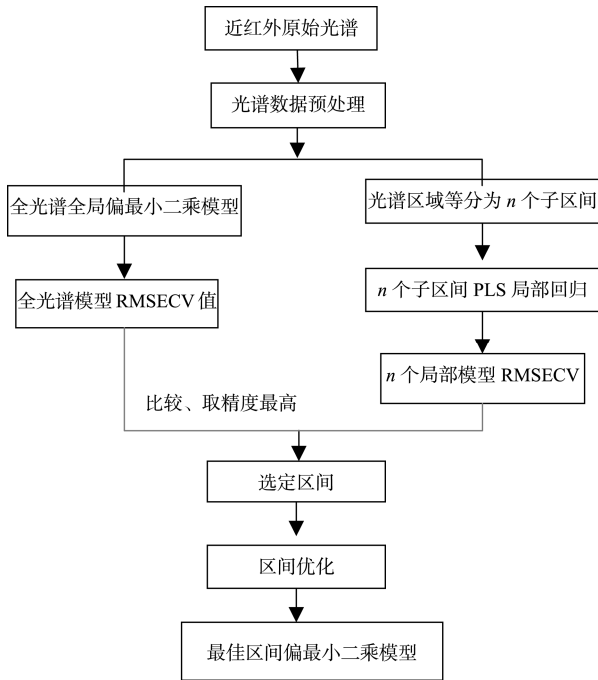 近红外原始光谱
光谱数据预处理
全光谱全局偏最小二乘模型
光谱区域等分为 n 个子区间
全光谱模型 RMSECV 值
n 个子区间 PLS 局部回归
n 个局部模型 RMSECV
比较、取精度最高
选定区间
区间优化
最佳区间偏最小二乘模型